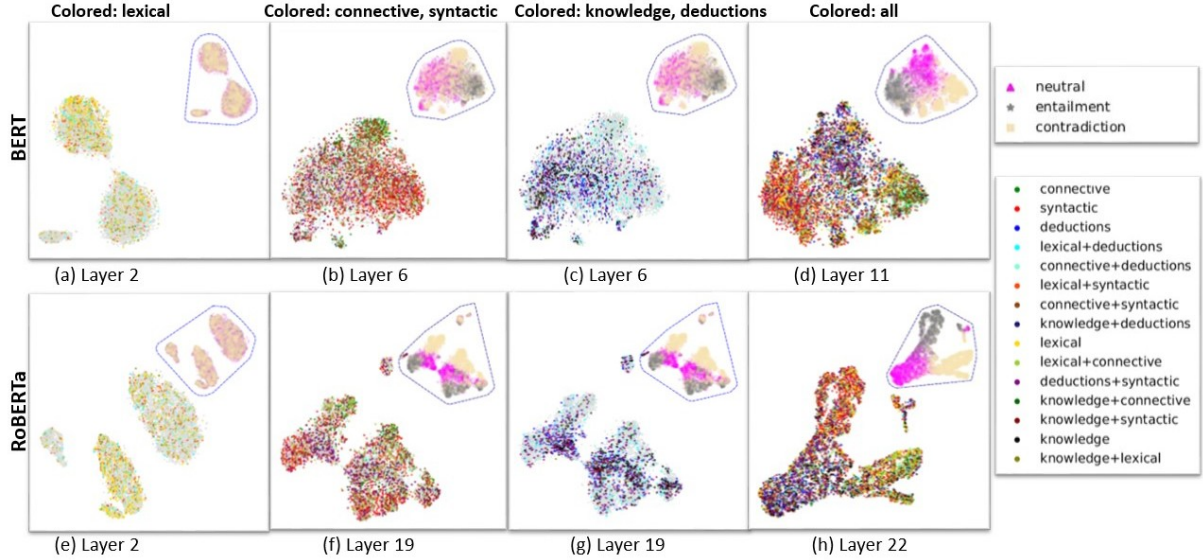 Colored: lexical
Colored: connective, syntactic
Colored: knowledge, deductions
Colored: all
BERT
(a) Layer 2
(b) Layer 6
(c) Layer 6
(d) Layer 11
RoBERTa
(e) Layer 2
(f) Layer 19
(g) Layer 19
(h) Layer 22
neutral
entailment
contradiction
connective
syntactic
deductions
lexical+deductions
connective+deductions
lexical+syntactic
connective+syntactic
knowledge+deductions
lexical
lexical+connective
deductions+syntactic
knowledge+connective
knowledge+syntactic
knowledge
knowledge+lexical